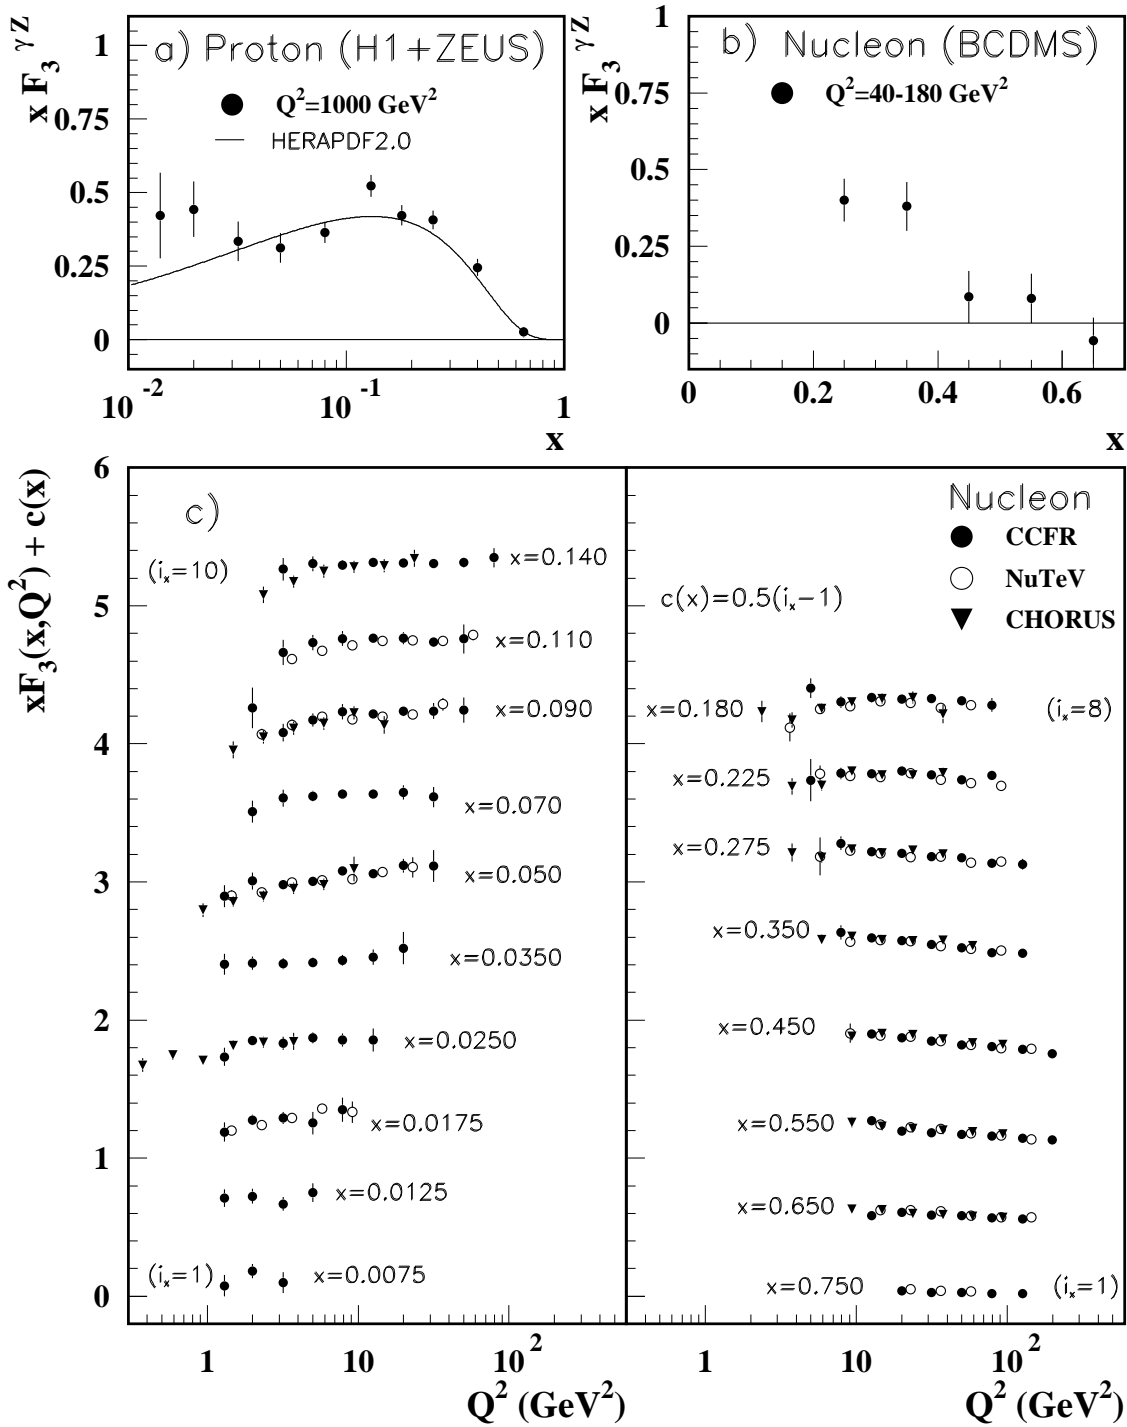 a) Proton (H1+ZEUS)
Q²=1000 GeV²
HERAPDF2.0
x F₃ γZ
1
0.75
0.5
0.25
0
10⁻² 10⁻¹ 1
x
b) Nucleon (BCDMS)
Q²=40-180 GeV²
x F₃ γZ
1
0.75
0.5
0.25
0
0 0.2 0.4 0.6
x
xF₃(x,Q²) + c(x)
6
5
4
3
2
1
0
c)
(iₓ=10)
x=0.140
x=0.110
x=0.090
x=0.070
x=0.050
x=0.0350
x=0.0250
x=0.0175
x=0.0125
(iₓ=1)
x=0.0075
1 10 10²
Q² (GeV²)
Nucleon
CCFR
NuTeV
CHORUS
c(x)=0.5(iₓ−1)
x=0.180
(iₓ=8)
x=0.225
x=0.275
x=0.350
x=0.450
x=0.550
x=0.650
x=0.750
(iₓ=1)
1 10 10²
Q² (GeV²)